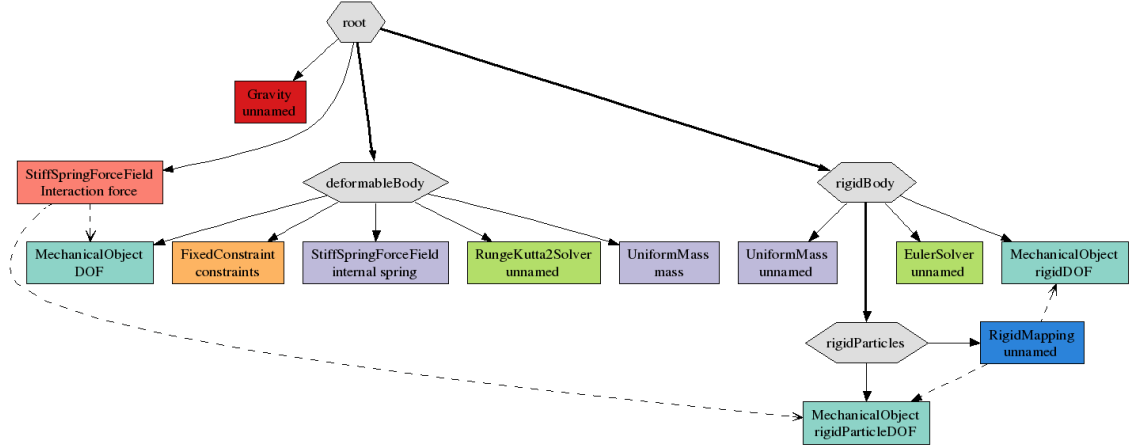 root
Gravity
unnamed
StiffSpringForceField
Interaction force
deformableBody
rigidBody
MechanicalObject
DOF
FixedConstraint
constraints
StiffSpringForceField
internal spring
RungeKutta2Solver
unnamed
UniformMass
mass
UniformMass
unnamed
EulerSolver
unnamed
MechanicalObject
rigidDOF
rigidParticles
RigidMapping
unnamed
MechanicalObject
rigidParticleDOF